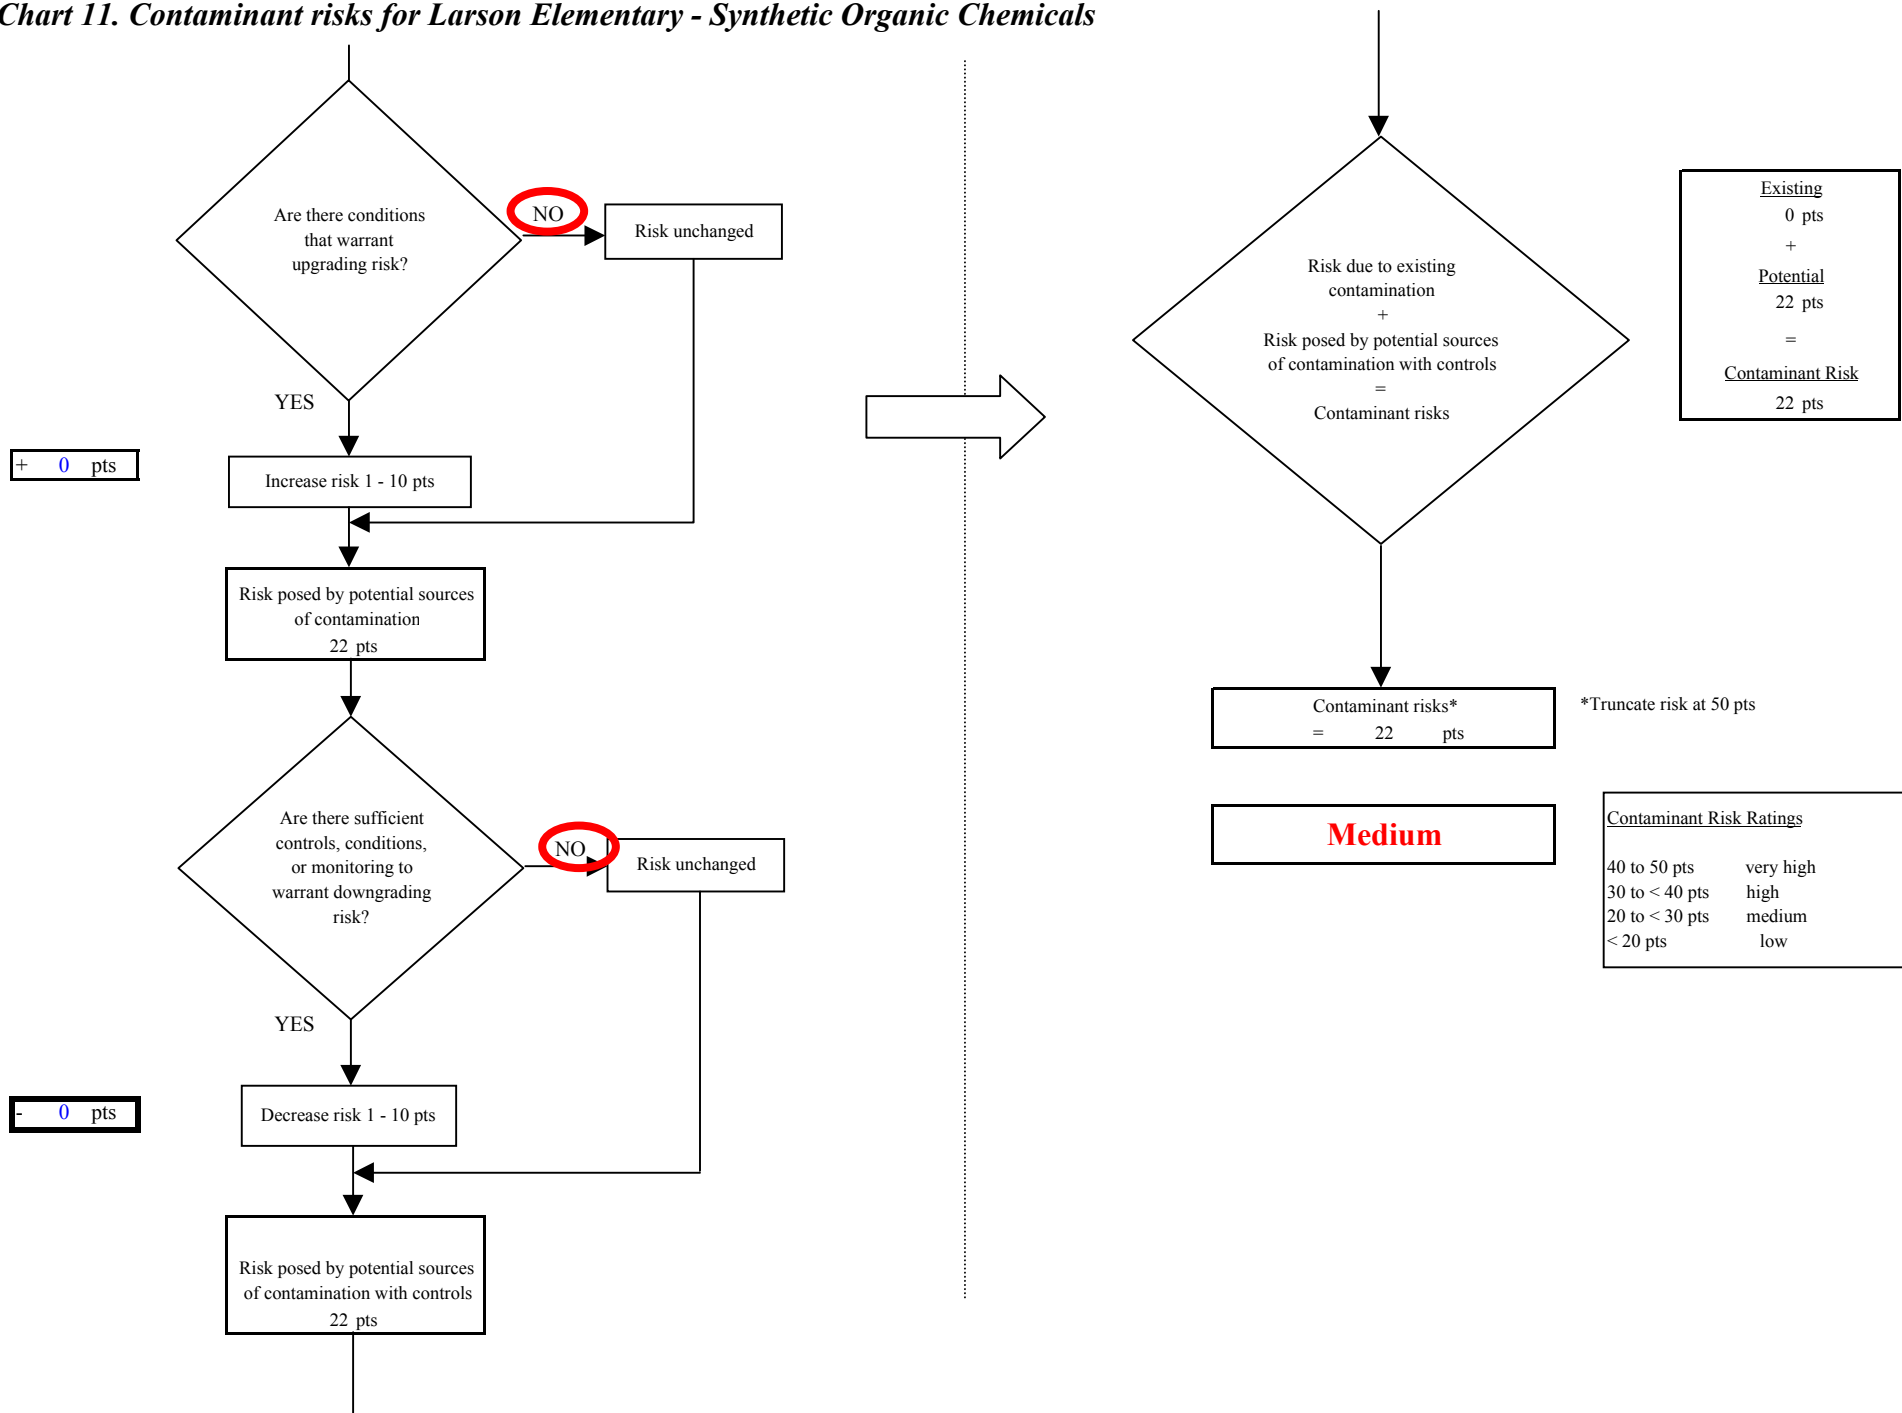 Chart 11. Contaminant risks for Larson Elementary - Synthetic Organic Chemicals
Are there conditions
that warrant
upgrading risk?
NO
Risk unchanged
YES
+ 0 pts
Increase risk 1 - 10 pts
Risk posed by potential sources
of contamination
22 pts
Are there sufficient
controls, conditions,
or monitoring to
warrant downgrading
risk?
NO
Risk unchanged
YES
- 0 pts
Decrease risk 1 - 10 pts
Risk posed by potential sources
of contamination with controls
22 pts
Risk due to existing
contamination
+
Risk posed by potential sources
of contamination with controls
=
Contaminant risks
Existing
0 pts
+
Potential
22 pts
=
Contaminant Risk
22 pts
Contaminant risks*
= 22 pts
*Truncate risk at 50 pts
Medium
Contaminant Risk Ratings
40 to 50 pts very high
30 to < 40 pts high
20 to < 30 pts medium
< 20 pts low